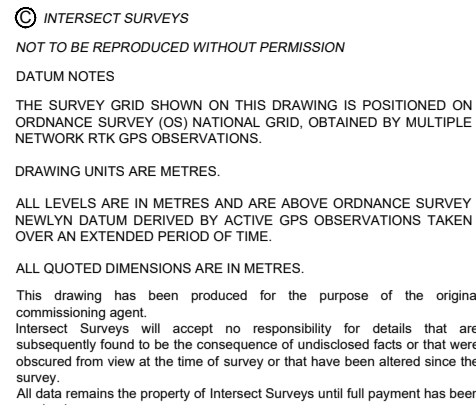 © INTERSECT SURVEYS
NOT TO BE REPRODUCED WITHOUT PERMISSION
DATUM NOTES
THE SURVEY GRID SHOWN ON THIS DRAWING IS POSITIONED ON
ORDNANCE SURVEY (OS) NATIONAL GRID, OBTAINED BY MULTIPLE
NETWORK RTK GPS OBSERVATIONS.
DRAWING UNITS ARE METRES.
ALL LEVELS ARE IN METRES AND ARE ABOVE ORDNANCE SURVEY
NEWLYN DATUM DERIVED BY ACTIVE GPS OBSERVATIONS TAKEN
OVER AN EXTENDED PERIOD OF TIME.
ALL QUOTED DIMENSIONS ARE IN METRES.
This drawing has been produced for the purpose of the origina
commissioning agent.
Intersect Surveys will accept no responsibility for details that are
subsequently found to be the consequence of undisclosed facts or that were
obscured from view at the time of survey or that have been altered since the
survey.
All data remains the property of Intersect Surveys until full payment has been